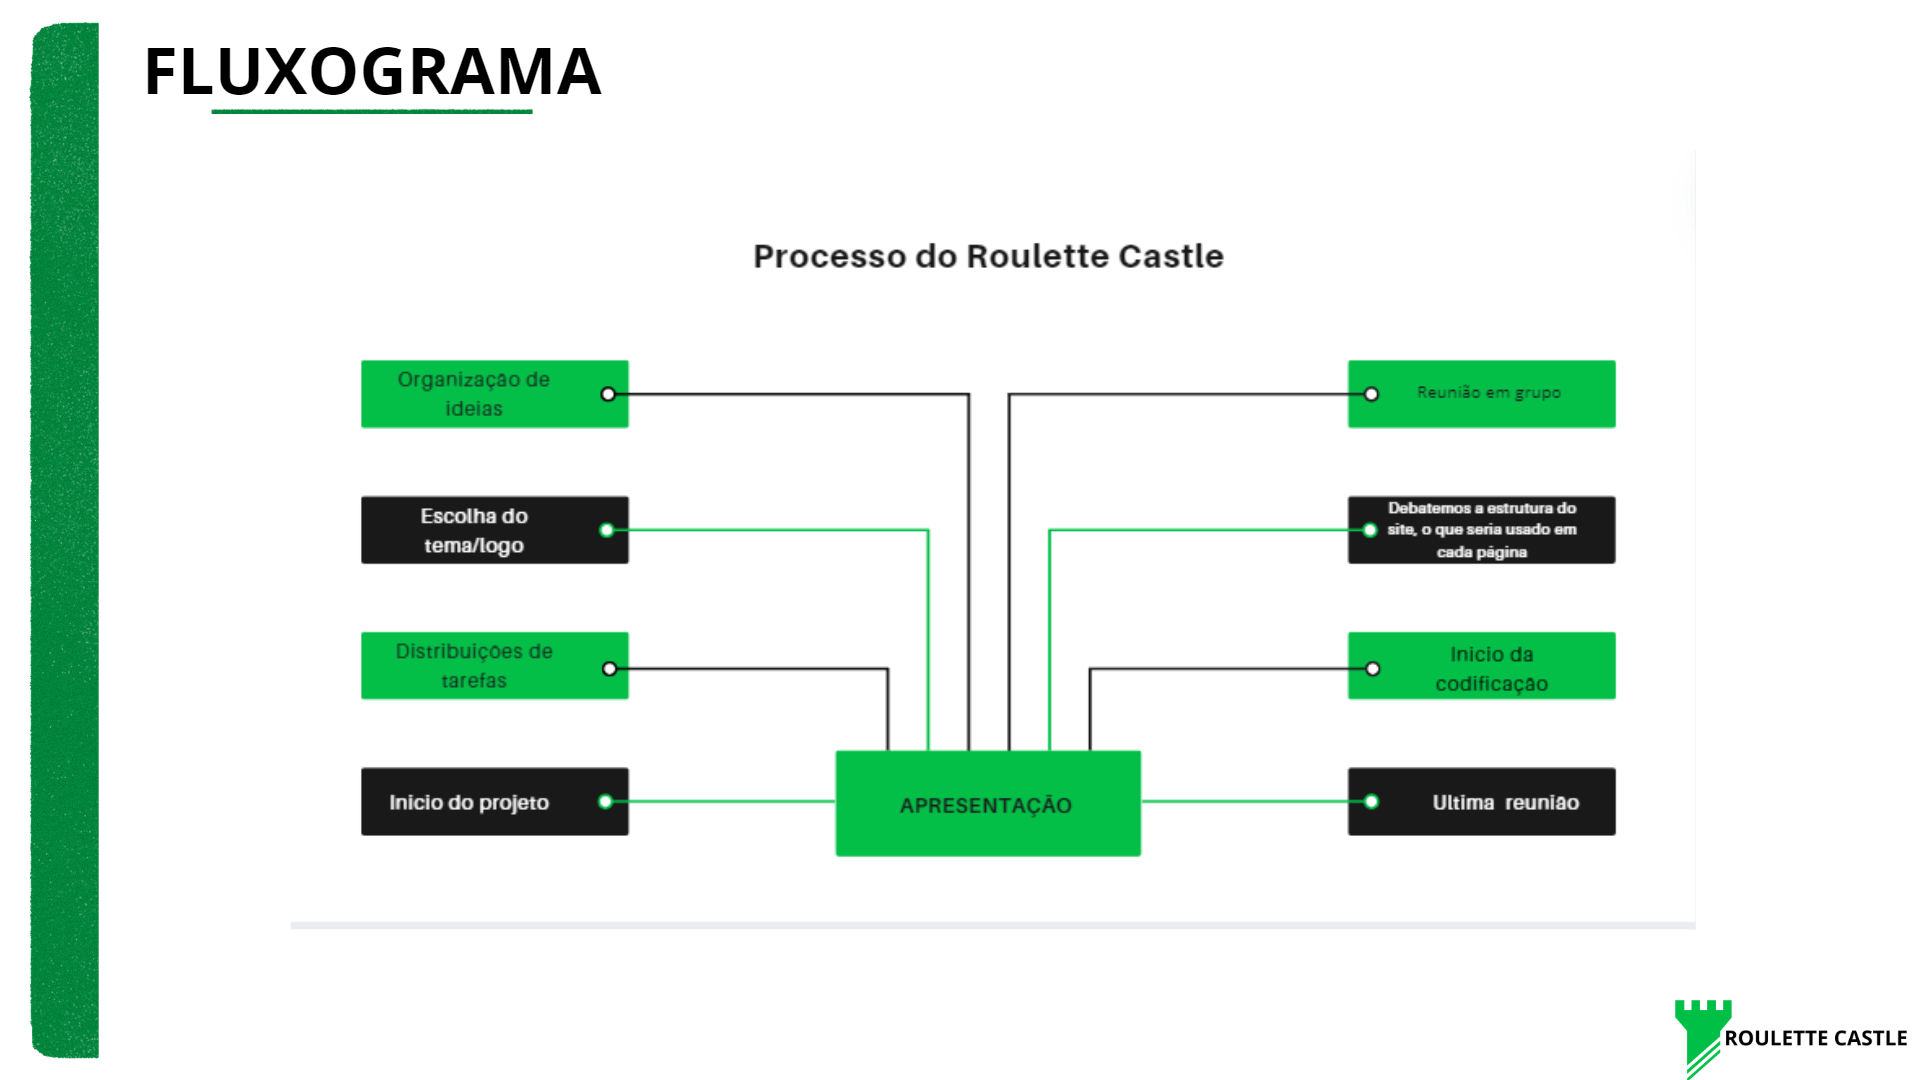 FLUXOGRAMA
Processo do Roulette Castle
Organização de
ideias
Escolha do
tema/logo
Distribuições de
tarefas
Inicio do projeto
APRESENTAÇÃO
Reunião em grupo
Debatemos a estrutura do
site, o que seria usado em
cada página
Inicio da
codificação
Ultima reunião
ROULETTE CASTLE